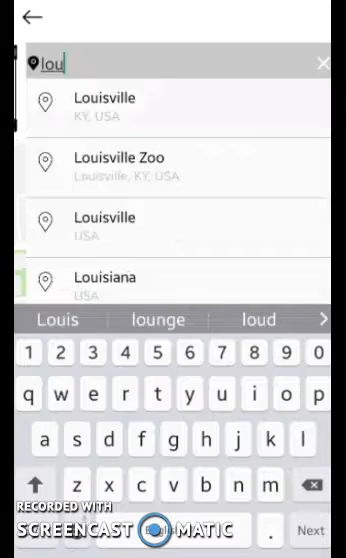 lou
Louisville
KY, USA
Louisville Zoo
Louisville, KY, USA
Louisville
USA
Louisiana
USA
Louis lounge loud
1 2 3 4 5 6 7 8 9 0
q w e r t y u i o p
a s d f g h j k l
z x c v b n m
RECORDED WITH
SCREENCAST MATIC
. Next